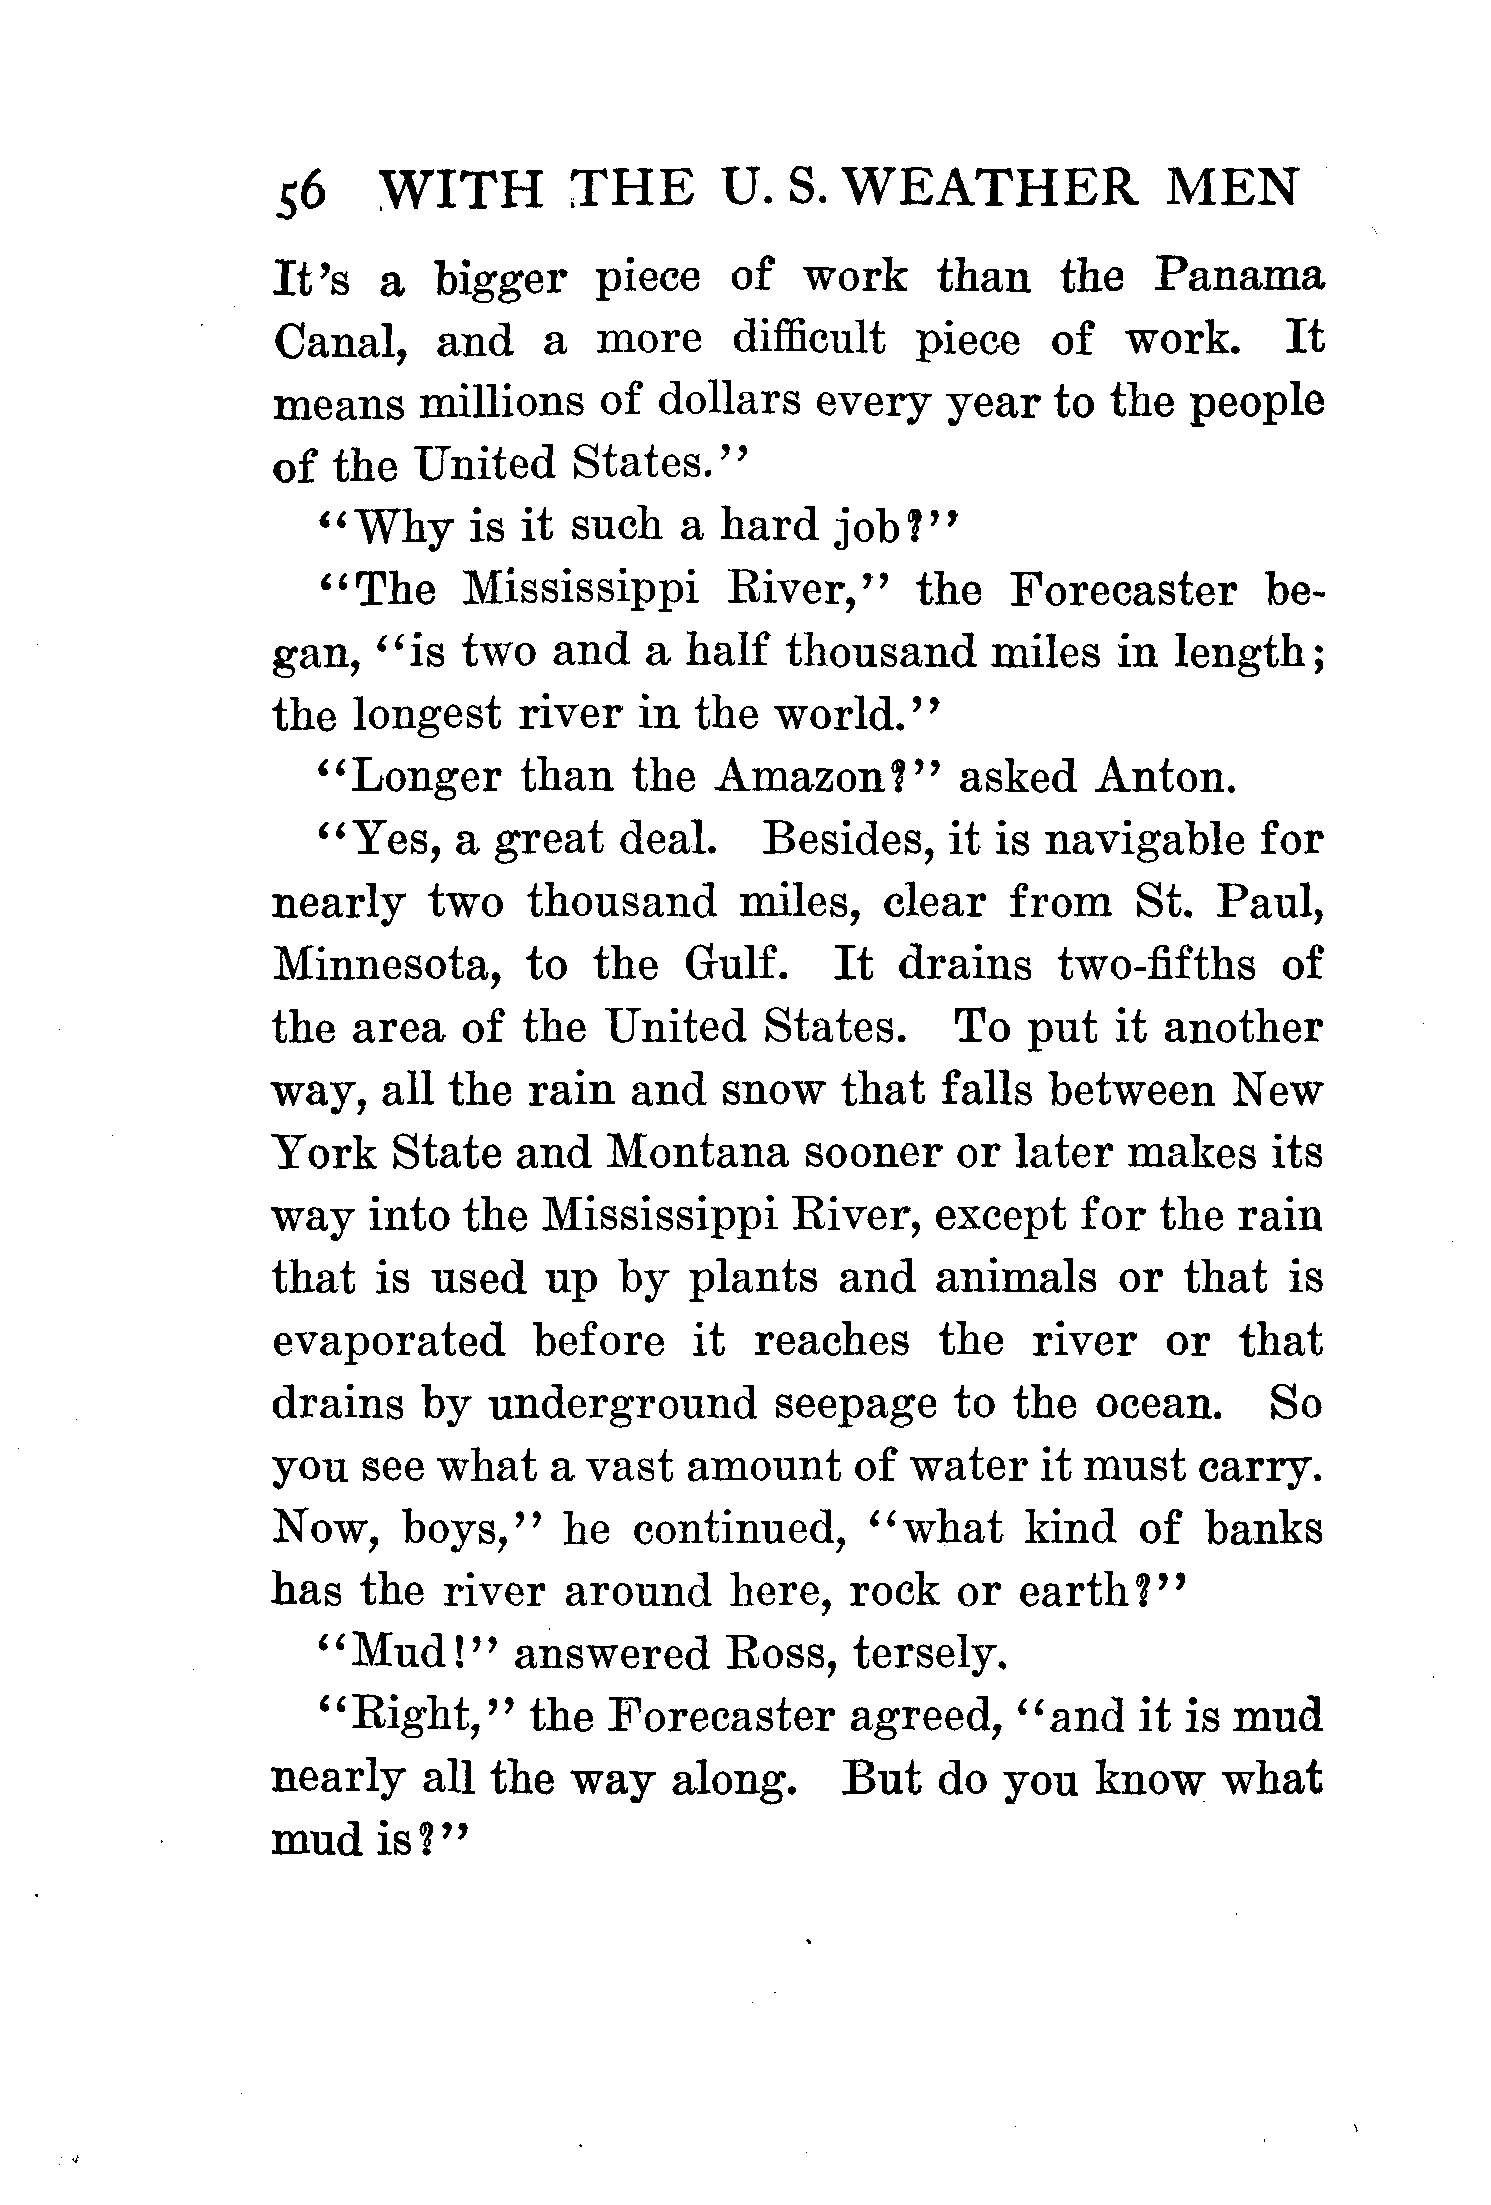 56 WITH THE U. S. WEATHER MEN
It's a bigger piece of work than the Panama
Canal, and a more difficult piece of work. It
means millions of dollars every year to the people
of the United States."
"Why is it such a hard job?"
"The Mississippi River," the Forecaster be-
gan, "is two and a half thousand miles in length;
the longest river in the world."
"Longer than the Amazon?" asked Anton.
"Yes, a great deal. Besides, it is navigable for
nearly two thousand miles, clear from St. Paul,
Minnesota, to the Gulf. It drains two-fifths of
the area of the United States. To put it another
way, all the rain and snow that falls between New
York State and Montana sooner or later makes its
way into the Mississippi River, except for the rain
that is used up by plants and animals or that is
evaporated before it reaches the river or that
drains by underground seepage to the ocean. So
you see what a vast amount of water it must carry.
Now, boys," he continued, "what kind of banks
has the river around here, rock or earth?"
"Mud!" answered Ross, tersely.
"Right," the Forecaster agreed, "and it is mud
nearly all the way along. But do you know what
mud is?"